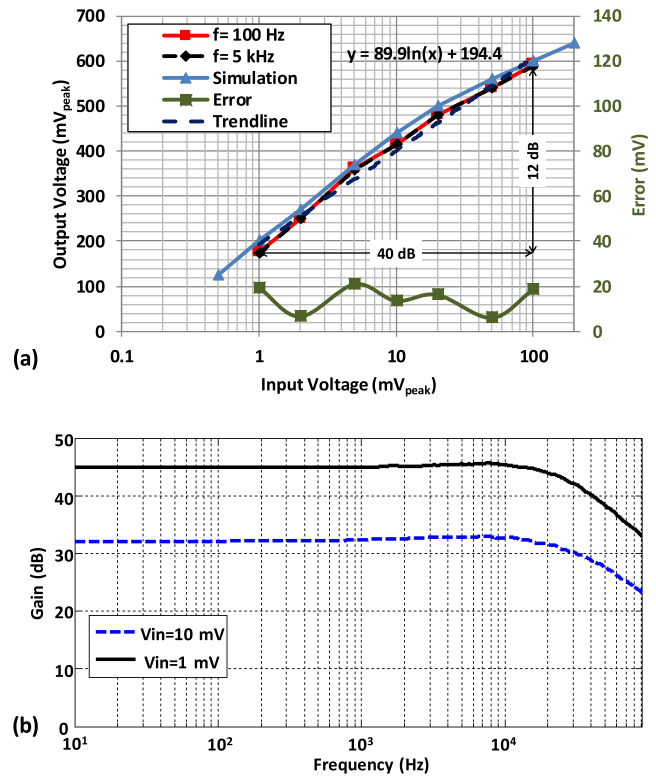 700
600
500
400
300
200
100
0
Output Voltage (mVpeak)
f= 100 Hz
f= 5 kHz
Simulation
Error
Trendline
y = 89.9ln(x) + 194.4
12 dB
40 dB
140
120
100
80
60
40
20
0
Error (mV)
0.1 1 10 100
Input Voltage (mVpeak)
(a)
50
40
30
20
10
0
Gain (dB)
Vin=10 mV
Vin=1 mV
10¹ 10² 10³ 10⁴
Frequency (Hz)
(b)